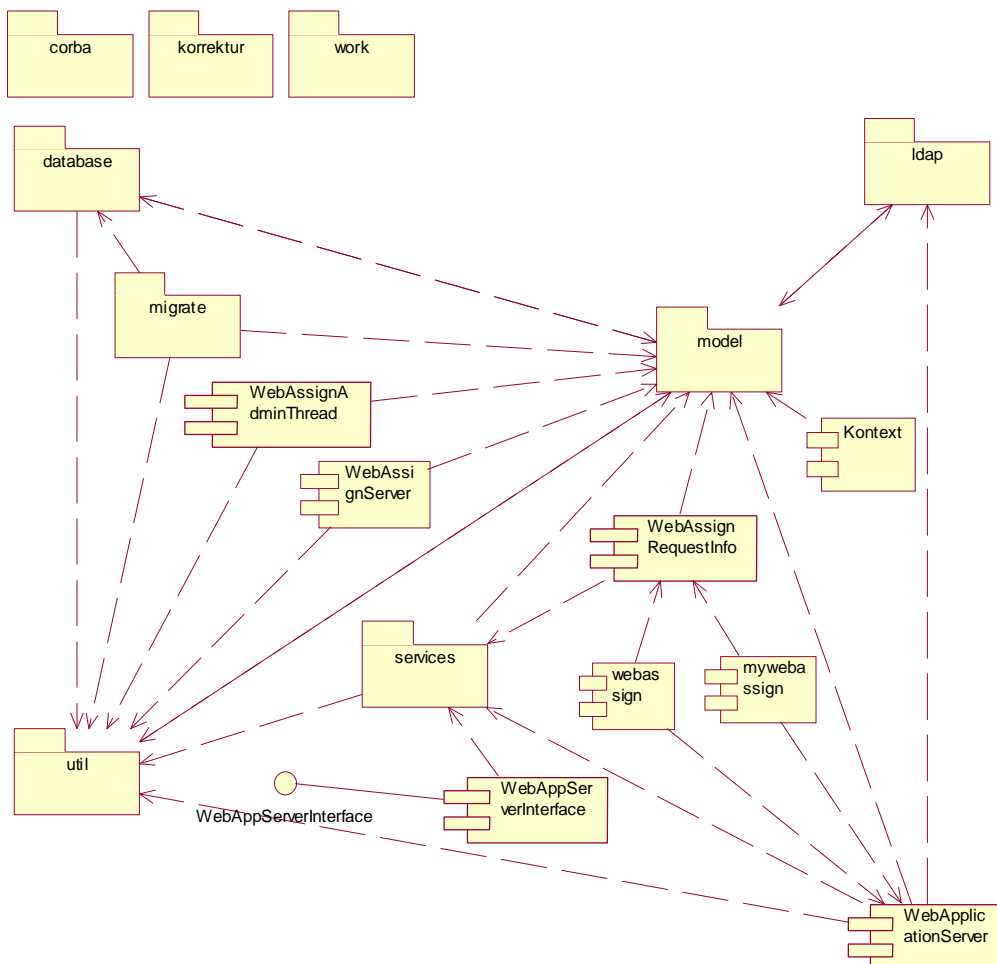 corba
korrektur
work
database
ldap
migrate
model
WebAssignA
dminThread
Kontext
WebAssi
gnServer
WebAssign
RequestInfo
services
webas
sign
myweba
ssign
util
WebAppServerInterface
WebAppSer
verInterface
WebApplic
ationServer